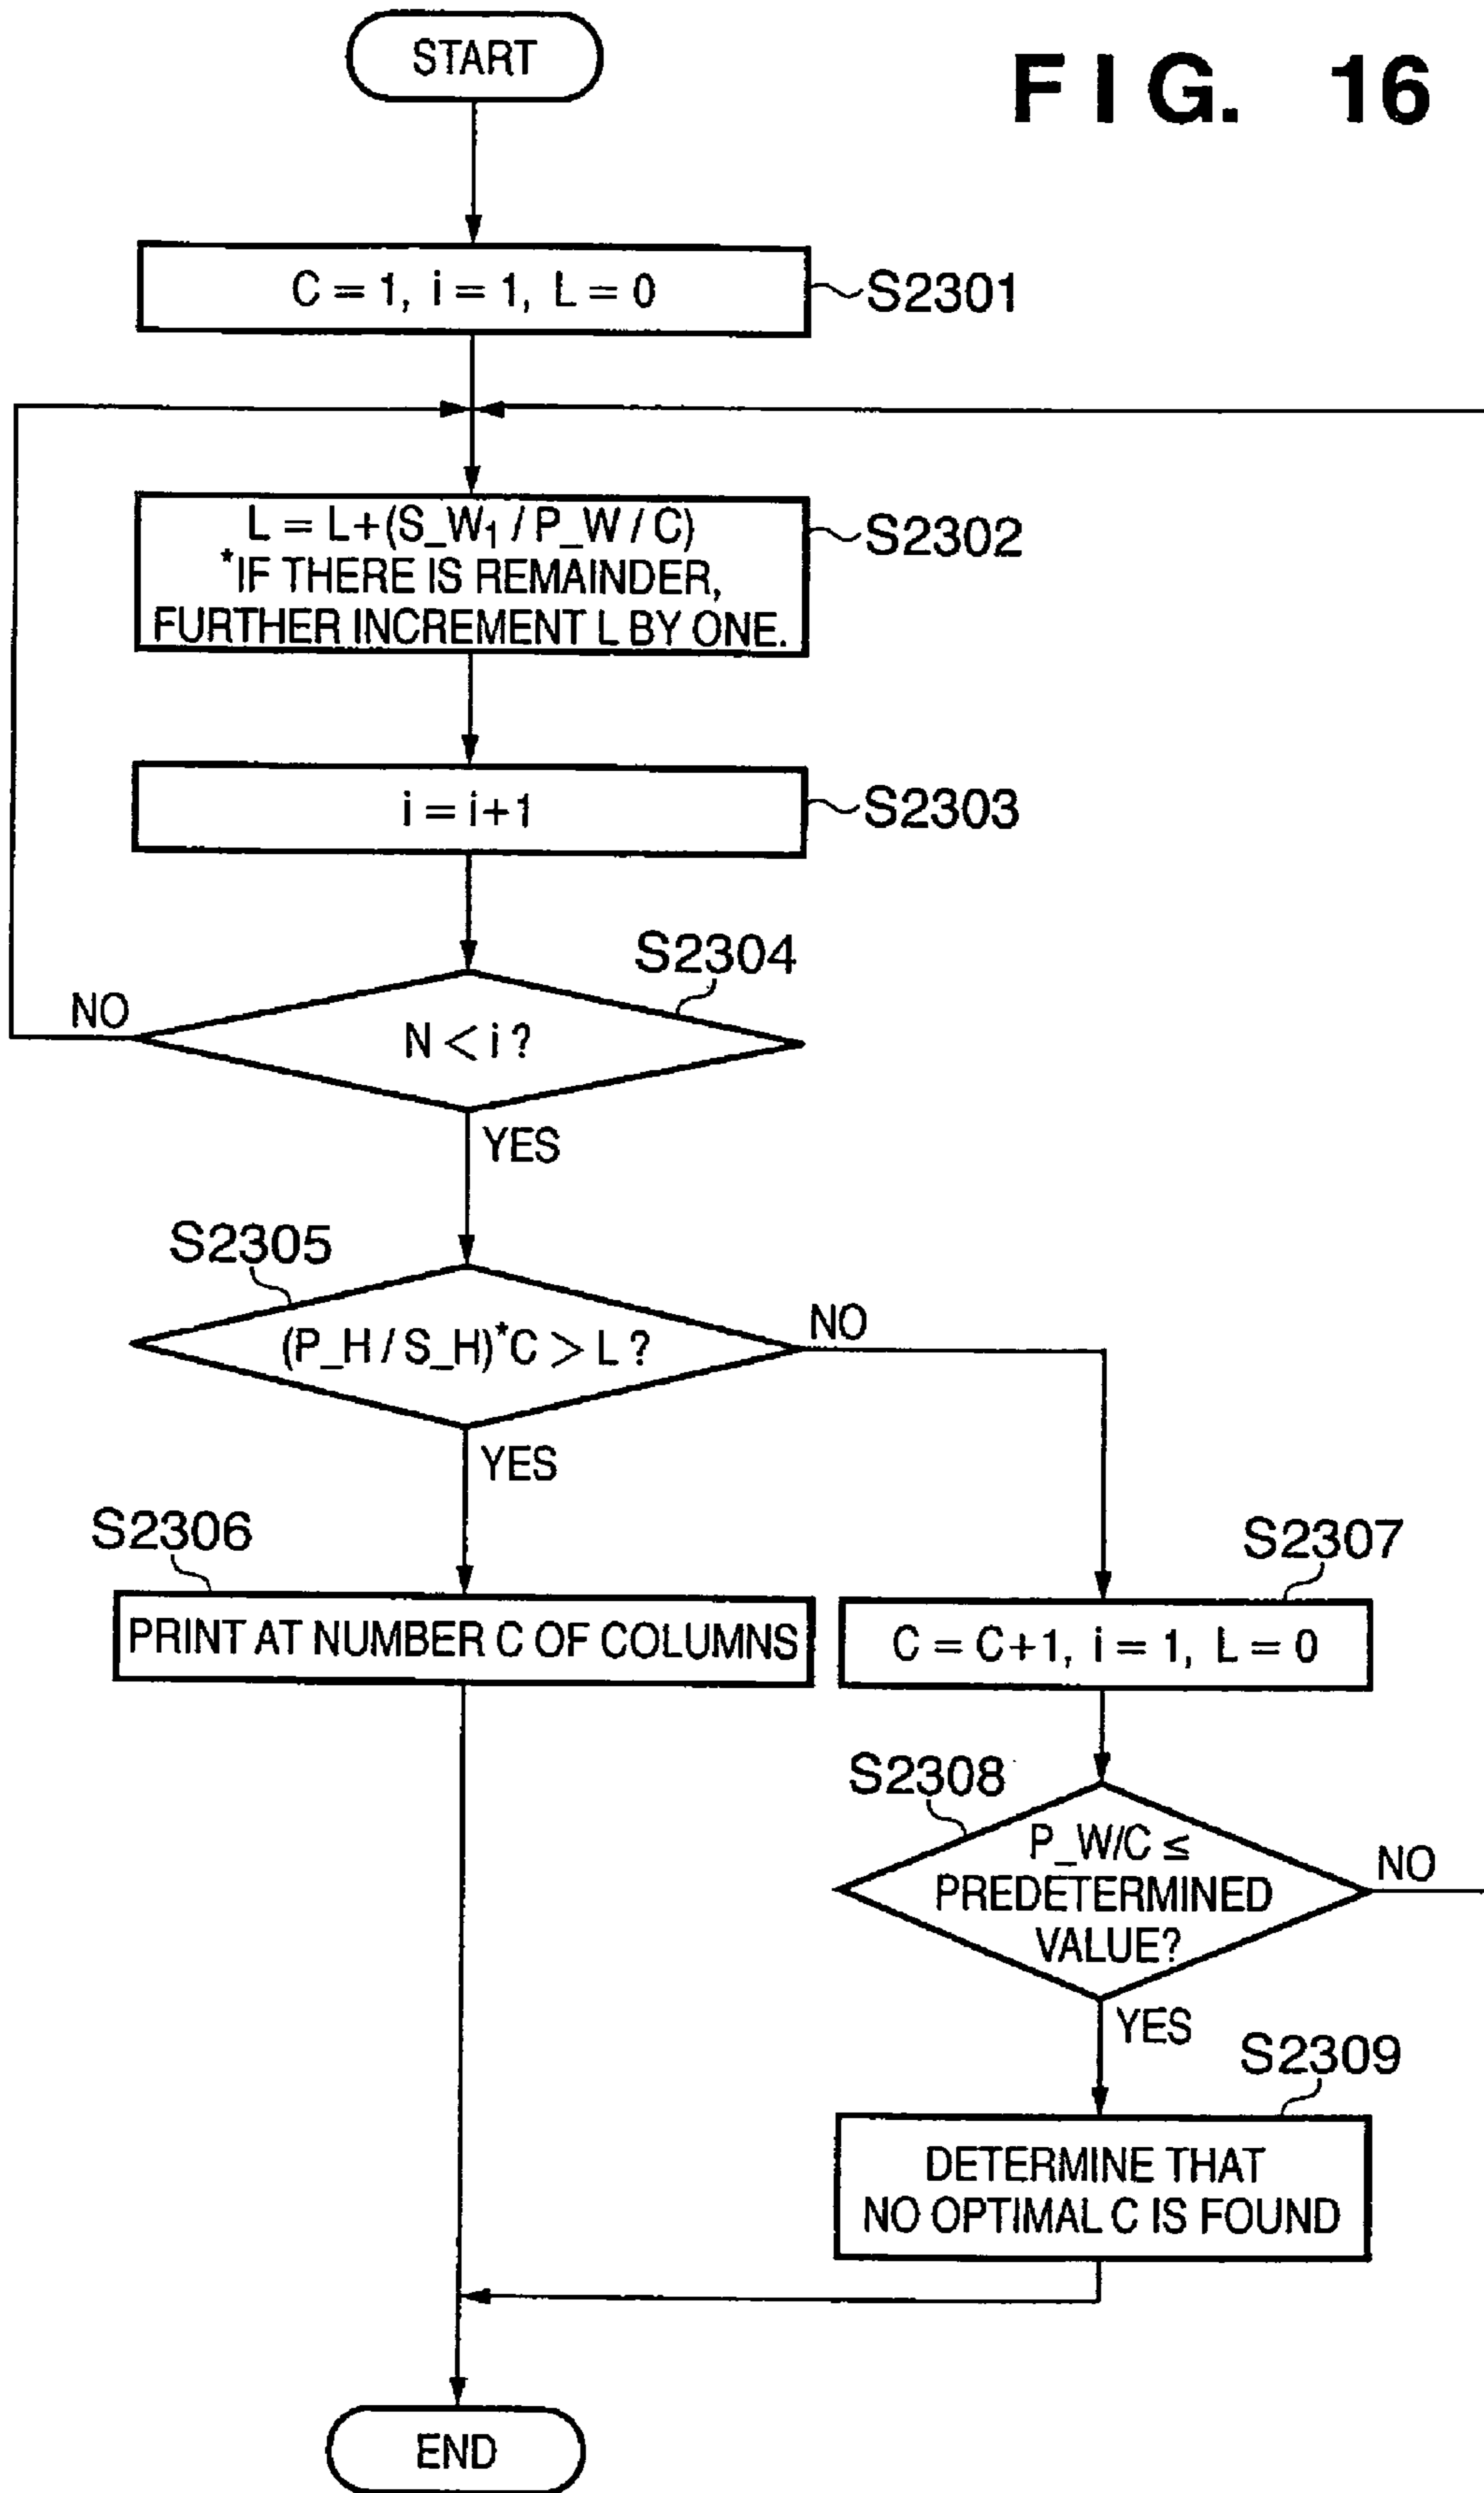 START
FIG. 16
C = 1, i = 1, L = 0
S2301
L = L+(S_W1 / P_W / C)
*IF THERE IS REMAINDER,
FURTHER INCREMENT L BY ONE.
S2302
i = i+1
S2303
S2304
NO
N < i ?
YES
S2305
(P_H / S_H)*C > L ?
NO
YES
S2306
PRINT AT NUMBER C OF COLUMNS
S2307
C = C+1, i = 1, L = 0
S2308
P_W/C ≤
PREDETERMINED
VALUE?
NO
YES
S2309
DETERMINE THAT
NO OPTIMAL C IS FOUND
END